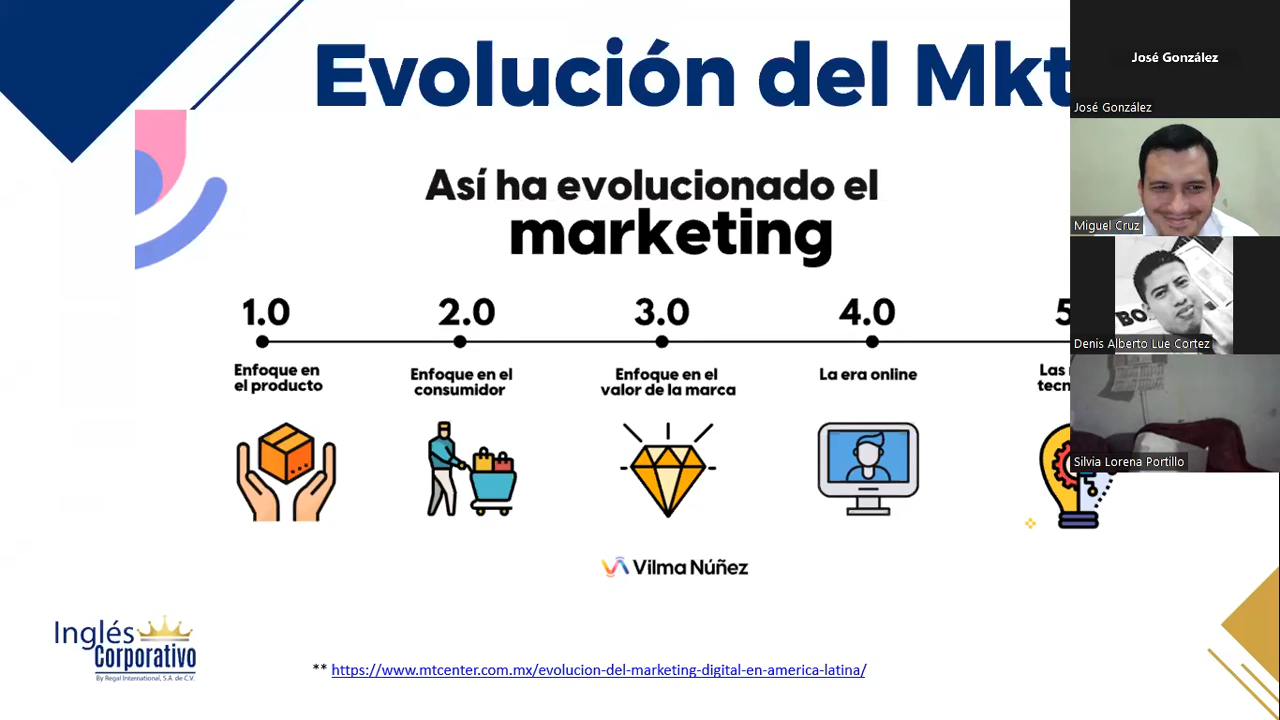 Evolución del Mkt
José González
José González
Así ha evolucionado el
marketing
Miguel Cruz
1.0
2.0
3.0
4.0
5
Denis Alberto Lue Cortez
Enfoque en
el producto
Enfoque en el
consumidor
Enfoque en el
valor de la marca
La era online
Las
tecn
Silvia Lorena Portillo
Vilma Núñez
Inglés
Corporativo
By Regal International, S.A. de C.V.
** https://www.mtcenter.com.mx/evolucion-del-marketing-digital-en-america-latina/